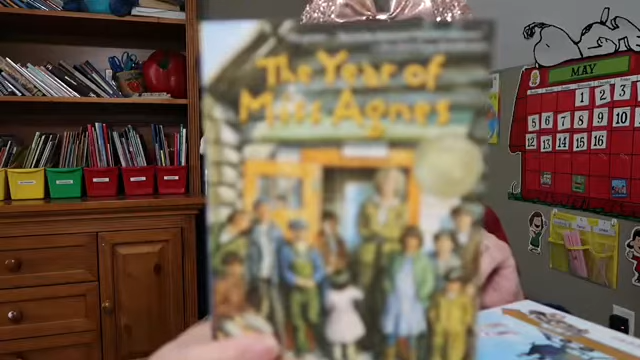 The Year of
Miss Agnes
MAY
1 2 3
5 6 7 8 9 10
12 13 14 15 16